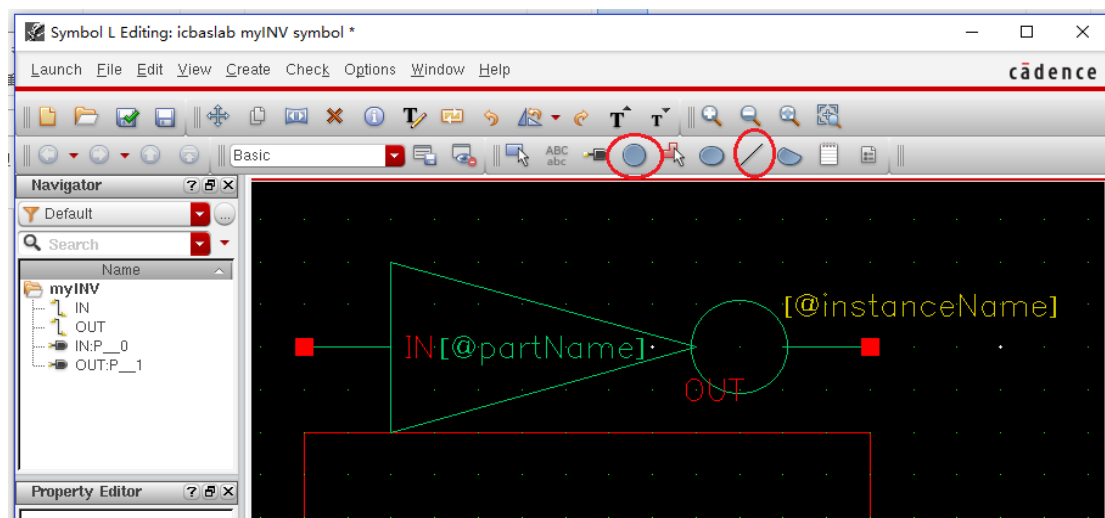 Symbol L Editing: icbaslab myINV symbol *
Launch File Edit View Create Check Options Window Help
cādence
T T T
Basic
ABC
abc
Navigator ? X
Default ...
Search
Name
myINV
IN
OUT
IN:P__0
OUT:P__1
Property Editor ? X
[@instanceName]
IN [@partName]
OUT